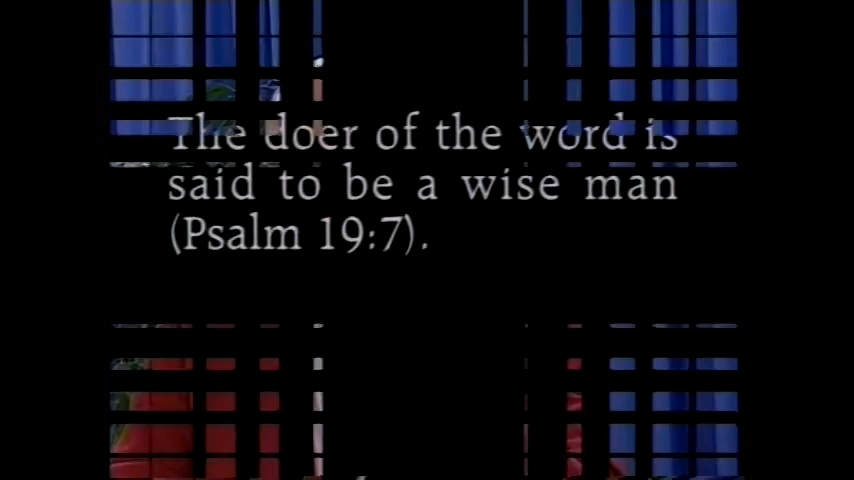 The doer of the word is
said to be a wise man
(Psalm 19:7).